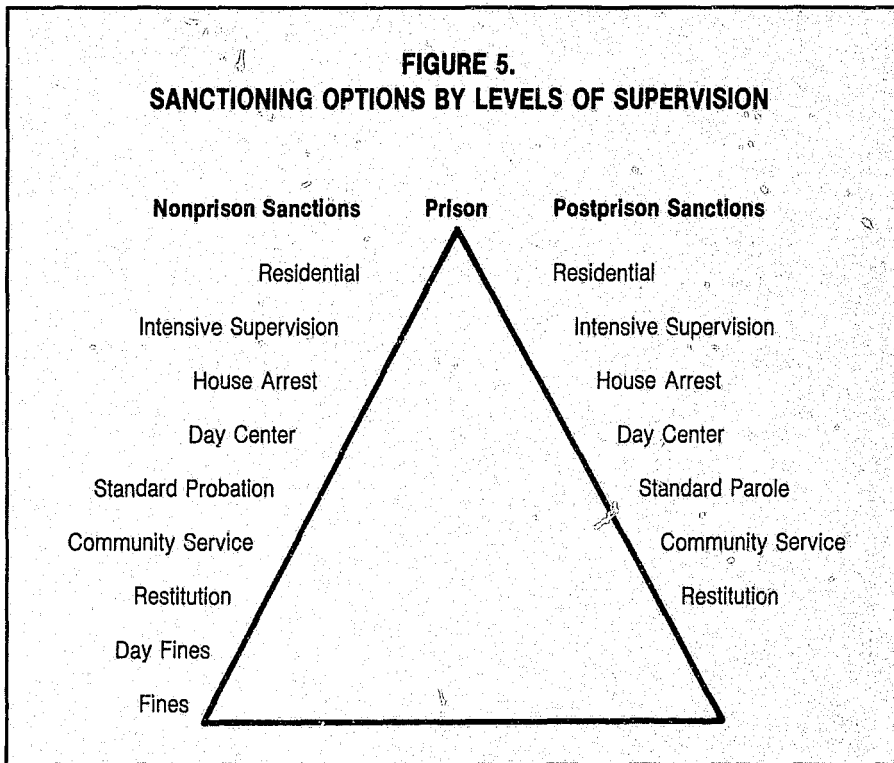 FIGURE 5.
SANCTIONING OPTIONS BY LEVELS OF SUPERVISION
Nonprison Sanctions Prison Postprison Sanctions
Residential Residential
Intensive Supervision Intensive Supervision
House Arrest House Arrest
Day Center Day Center
Standard Probation Standard Parole
Community Service Community Service
Restitution Restitution
Day Fines
Fines